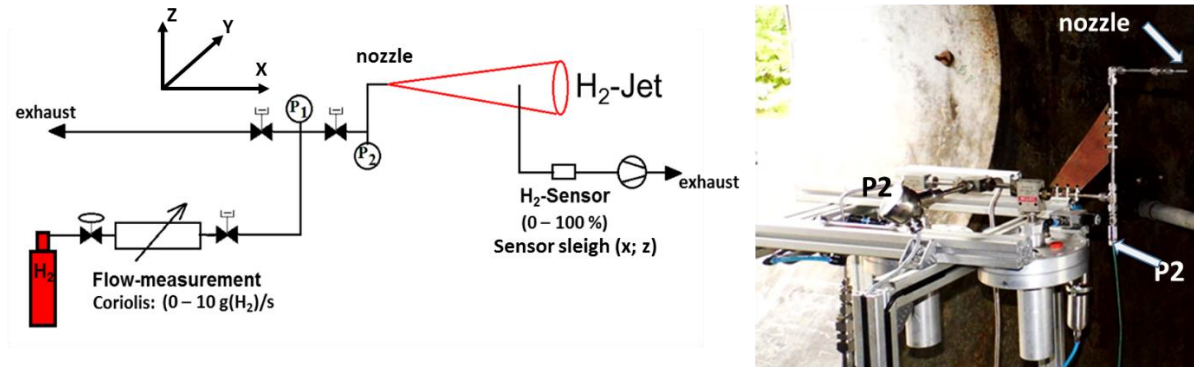 Z
Y
X
nozzle
H2-Jet
exhaust
P1
P2
exhaust
H2-Sensor
(0 – 100 %)
Sensor sleigh (x; z)
H2
Flow-measurement
Coriolis: (0 – 10 g(H2)/s
nozzle
P2
P2